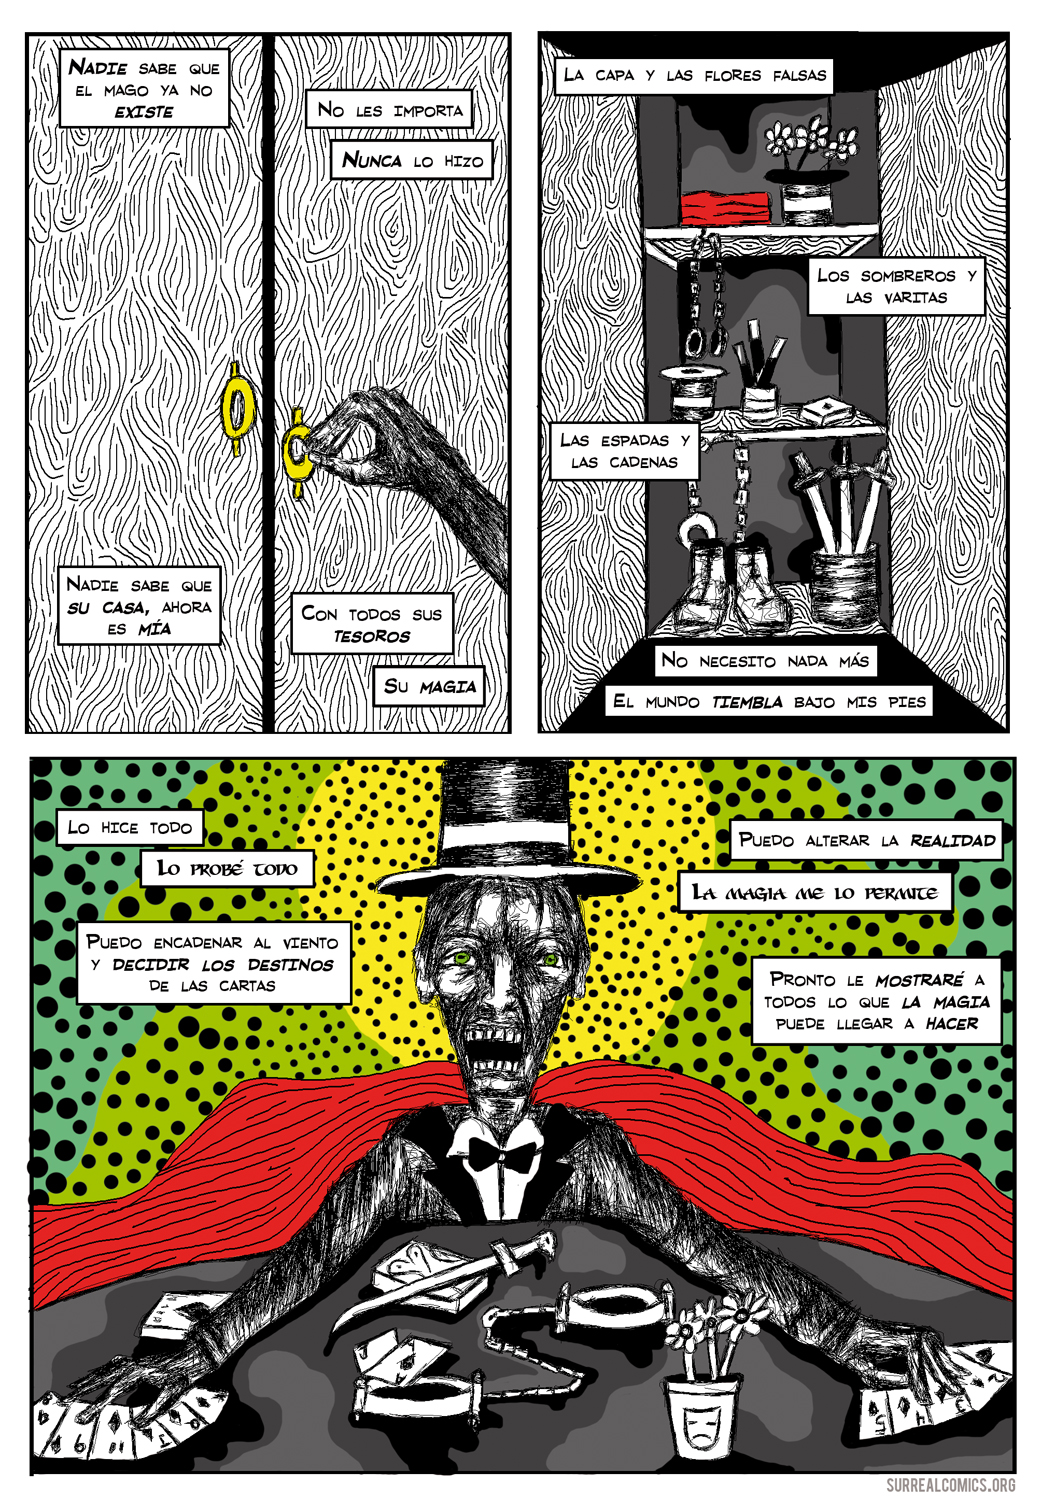 NADIE SABE QUE
EL MAGO YA NO
EXISTE
NO LES IMPORTA
NUNCA LO HIZO
NADIE SABE QUE
SU CASA, AHORA
ES MÍA
CON TODOS SUS
TESOROS
SU MAGIA
LA CAPA Y LAS FLORES FALSAS
LOS SOMBREROS Y
LAS VARITAS
LAS ESPADAS Y
LAS CADENAS
NO NECESITO NADA MÁS
EL MUNDO TIEMBLA BAJO MIS PIES
LO HICE TODO
LO PROBÉ TODO
PUEDO ENCADENAR AL VIENTO
Y DECIDIR LOS DESTINOS
DE LAS CARTAS
PUEDO ALTERAR LA REALIDAD
LA MAGIA ME LO PERMITE
PRONTO LE MOSTRARÉ A
TODOS LO QUE LA MAGIA
PUEDE LLEGAR A HACER
SURREALCOMICS.ORG